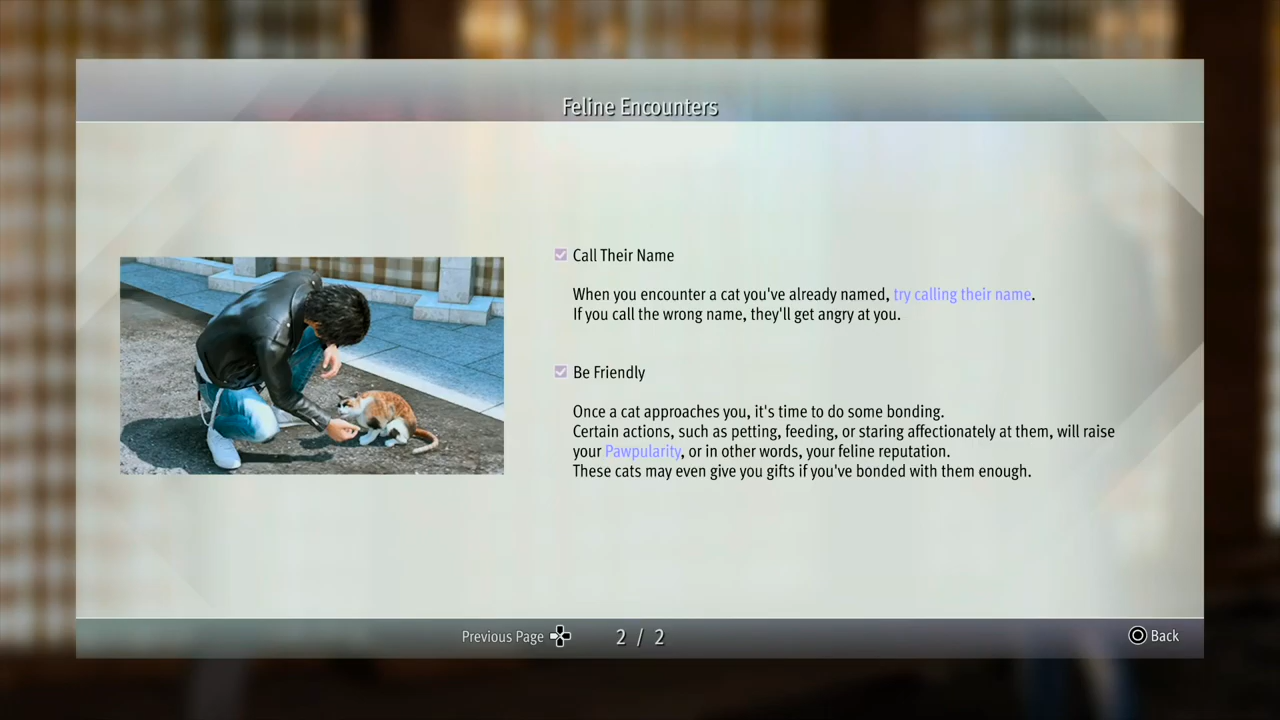 Feline Encounters
Call Their Name
When you encounter a cat you've already named, try calling their name.
If you call the wrong name, they'll get angry at you.
Be Friendly
Once a cat approaches you, it's time to do some bonding.
Certain actions, such as petting, feeding, or staring affectionately at them, will raise
your Pawpularity, or in other words, your feline reputation.
These cats may even give you gifts if you've bonded with them enough.
Previous Page 2 / 2
Back